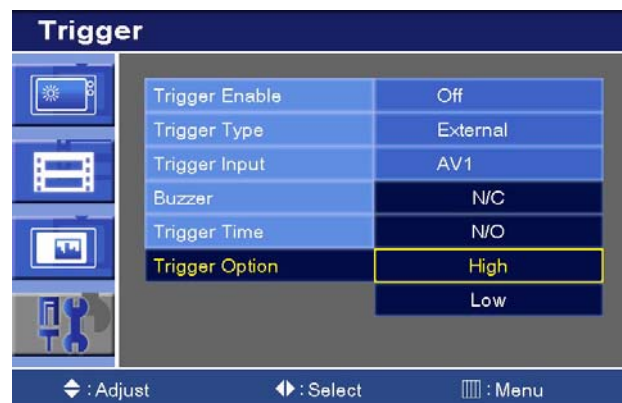 Trigger
Trigger Enable Off
Trigger Type External
Trigger Input AV1
Buzzer N/C
Trigger Time N/O
Trigger Option High
Low
: Adjust : Select : Menu